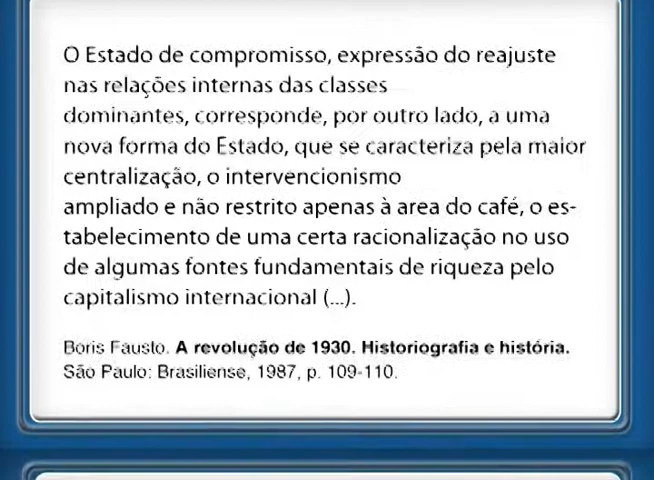 O Estado de compromisso, expressão do reajuste
nas relações internas das classes
dominantes, corresponde, por outro lado, a uma
nova forma do Estado, que se caracteriza pela maior
centralização, o intervencionismo
ampliado e não restrito apenas à area do café, o es-
tabelecimento de uma certa racionalização no uso
de algumas fontes fundamentais de riqueza pelo
capitalismo internacional (...).
Boris Fausto. A revolução de 1930. Historiografia e história.
São Paulo: Brasiliense, 1987, p. 109-110.